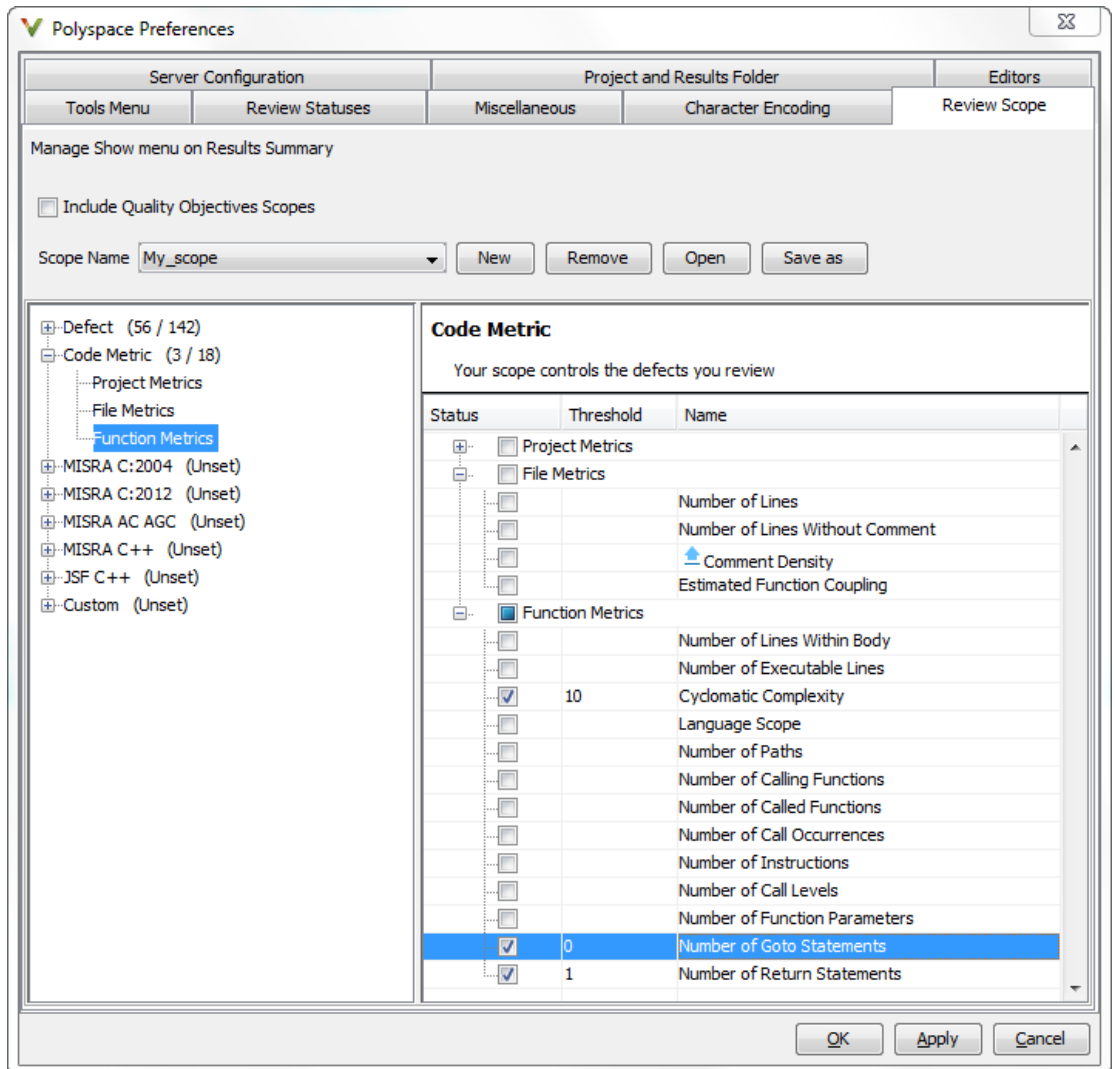 Polyspace Preferences
Server Configuration Project and Results Folder Editors
Tools Menu Review Statuses Miscellaneous Character Encoding Review Scope
Manage Show menu on Results Summary
Include Quality Objectives Scopes
Scope Name My_scope New Remove Open Save as
Defect (56 / 142)
Code Metric (3 / 18)
Project Metrics
File Metrics
Function Metrics
MISRA C:2004 (Unset)
MISRA C:2012 (Unset)
MISRA AC AGC (Unset)
MISRA C++ (Unset)
JSF C++ (Unset)
Custom (Unset)
Code Metric
Your scope controls the defects you review
Status Threshold Name
Project Metrics
File Metrics
Number of Lines
Number of Lines Without Comment
Comment Density
Estimated Function Coupling
Function Metrics
Number of Lines Within Body
Number of Executable Lines
10 Cyclomatic Complexity
Language Scope
Number of Paths
Number of Calling Functions
Number of Called Functions
Number of Call Occurrences
Number of Instructions
Number of Call Levels
Number of Function Parameters
0 Number of Goto Statements
1 Number of Return Statements
OK Apply Cancel